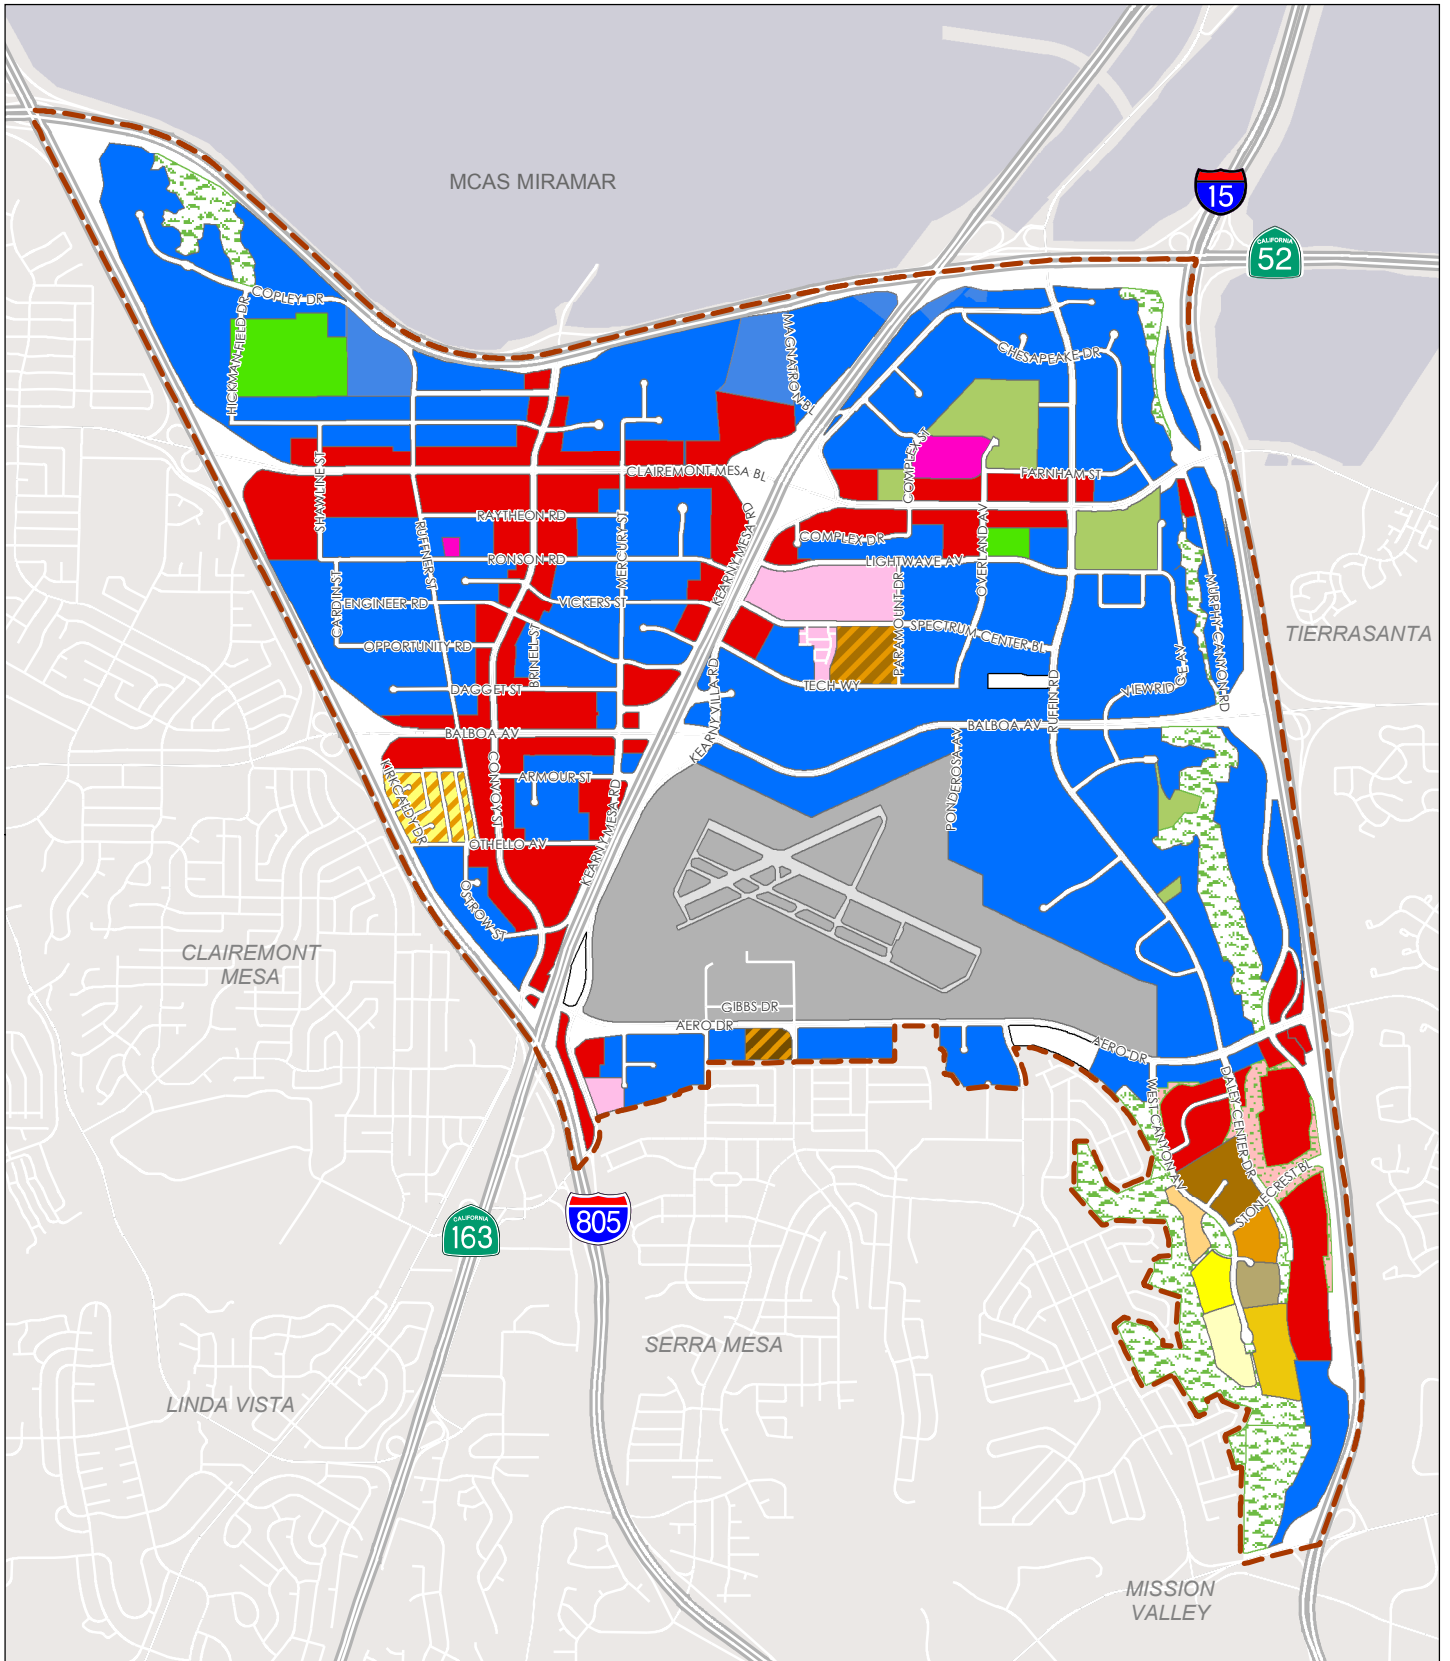 MCAS MIRAMAR
15
CALIFORNIA
52
COPLEY DR
HICKMAN FIELD DR
MAGNATRON BL
CHESAPEAKE DR
SHAWLINE ST
CLAIREMONT MESA BL
COMPLEX ST
FARNHAM ST
RAYTHEON RD
RUFFNER ST
MERCURY ST
KEARNY MESA RD
COMPLEX DR
OVERLAND AV
RONSON RD
LIGHTWAVE AV
CARDIN ST
ENGINEER RD
VICKERS ST
PARAMOUNT DR
MURPHY CANYON RD
TIERRASANTA
OPPORTUNITY RD
BRINELL ST
SPECTRUM CENTER BL
DAGGET ST
KEARNY VILLA RD
TECH WY
RUFFIN RD
VIEWRIDGE AV
BALBOA AV
BALBOA AV
KIRKCALDY DR
CONVOY ST
ARMOUR ST
KEARNY MESA RD
PONDEROSA AV
OTHELLO AV
OSTROW ST
CLAIREMONT
MESA
GIBBS DR
AERO DR
AERO DR
WEST CANYON AV
DALEY CENTER DR
STONECREST BL
CALIFORNIA
163
805
SERRA MESA
LINDA VISTA
MISSION
VALLEY